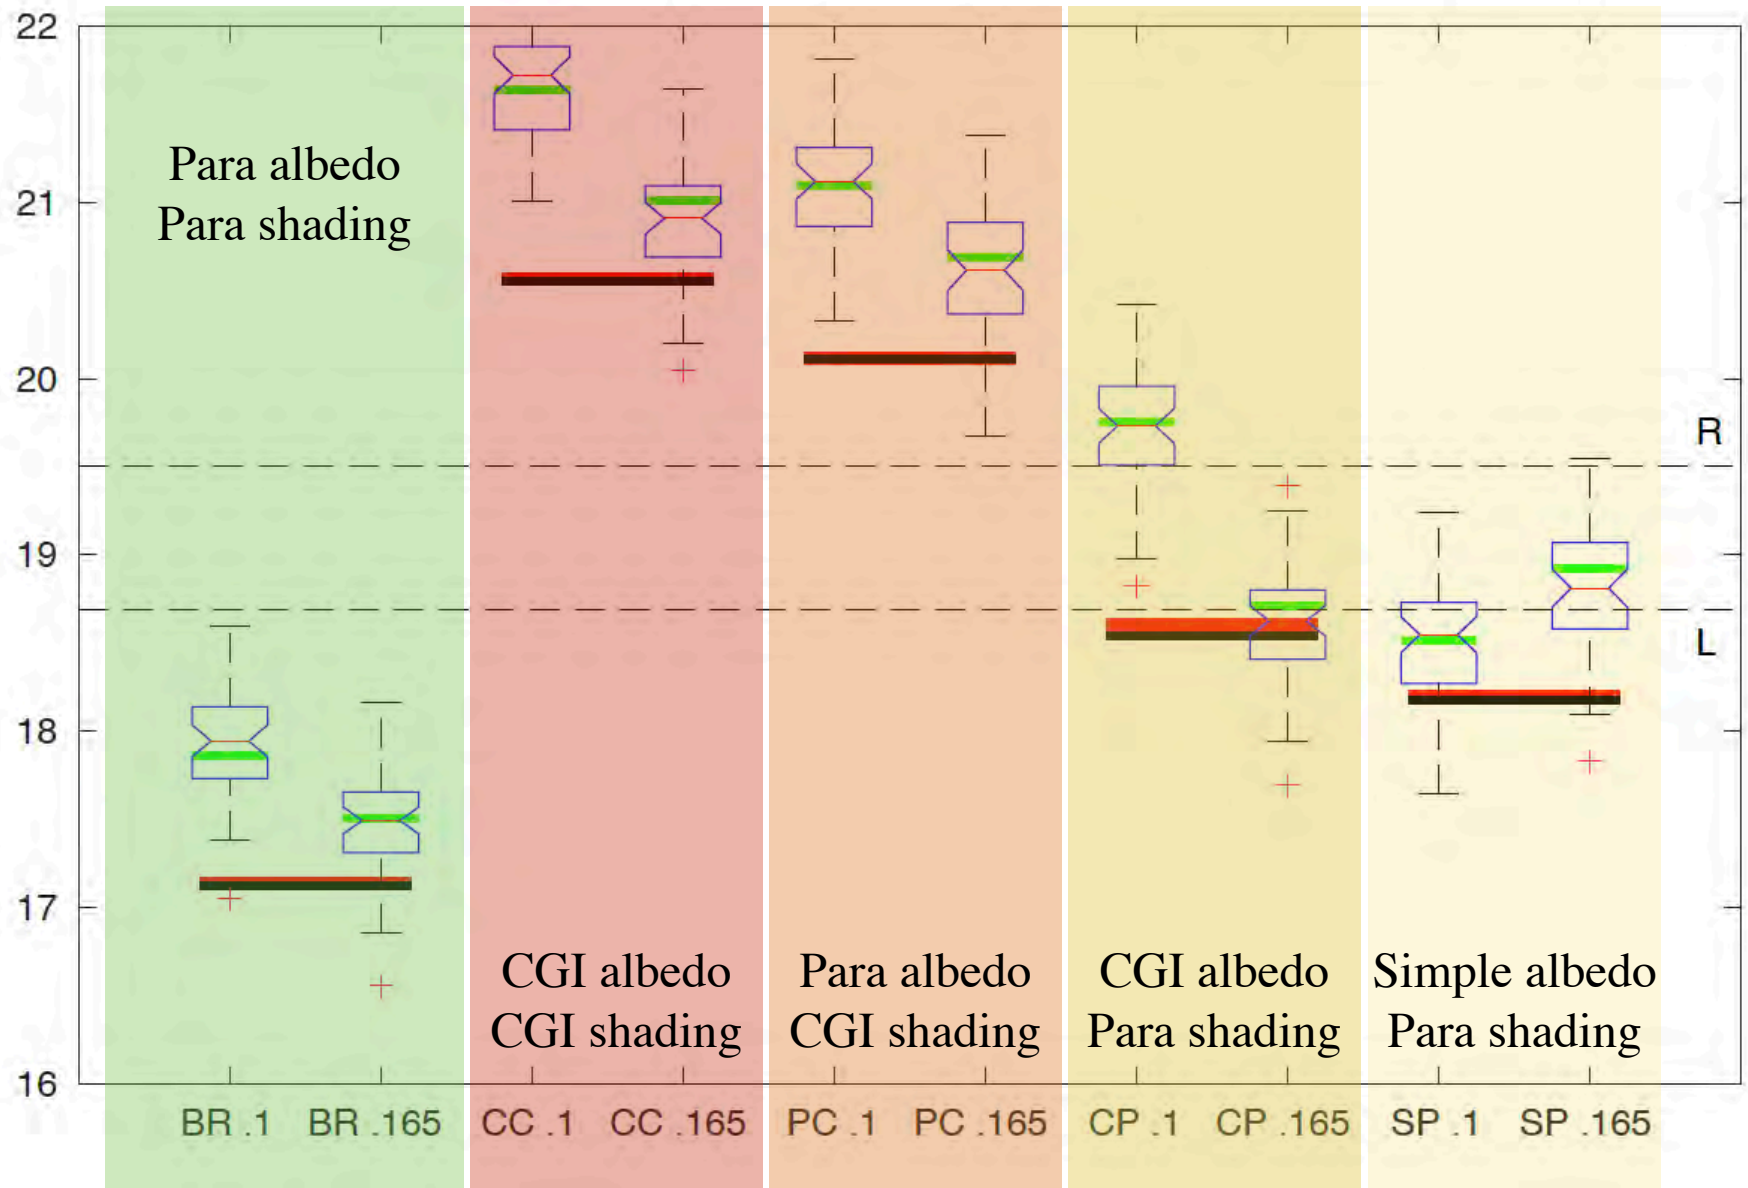 22
21
20
19
18
17
16
Para albedo
Para shading
CGI albedo
CGI shading
Para albedo
CGI shading
CGI albedo
Para shading
Simple albedo
Para shading
R
L
BR .1 BR .165 CC .1 CC .165 PC .1 PC .165 CP .1 CP .165 SP .1 SP .165